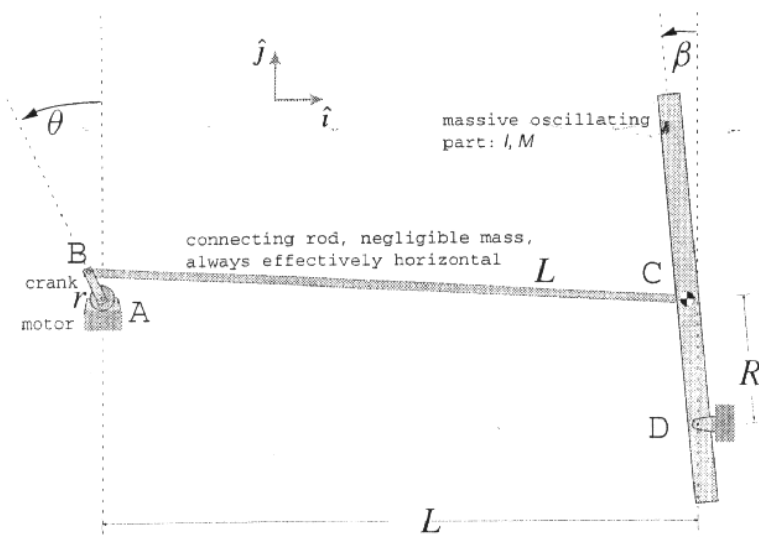 ĵ
β
θ
î
massive oscillating
part: I, M
B
connecting rod, negligible mass,
always effectively horizontal
L
C
crank
r
A
motor
R
D
L